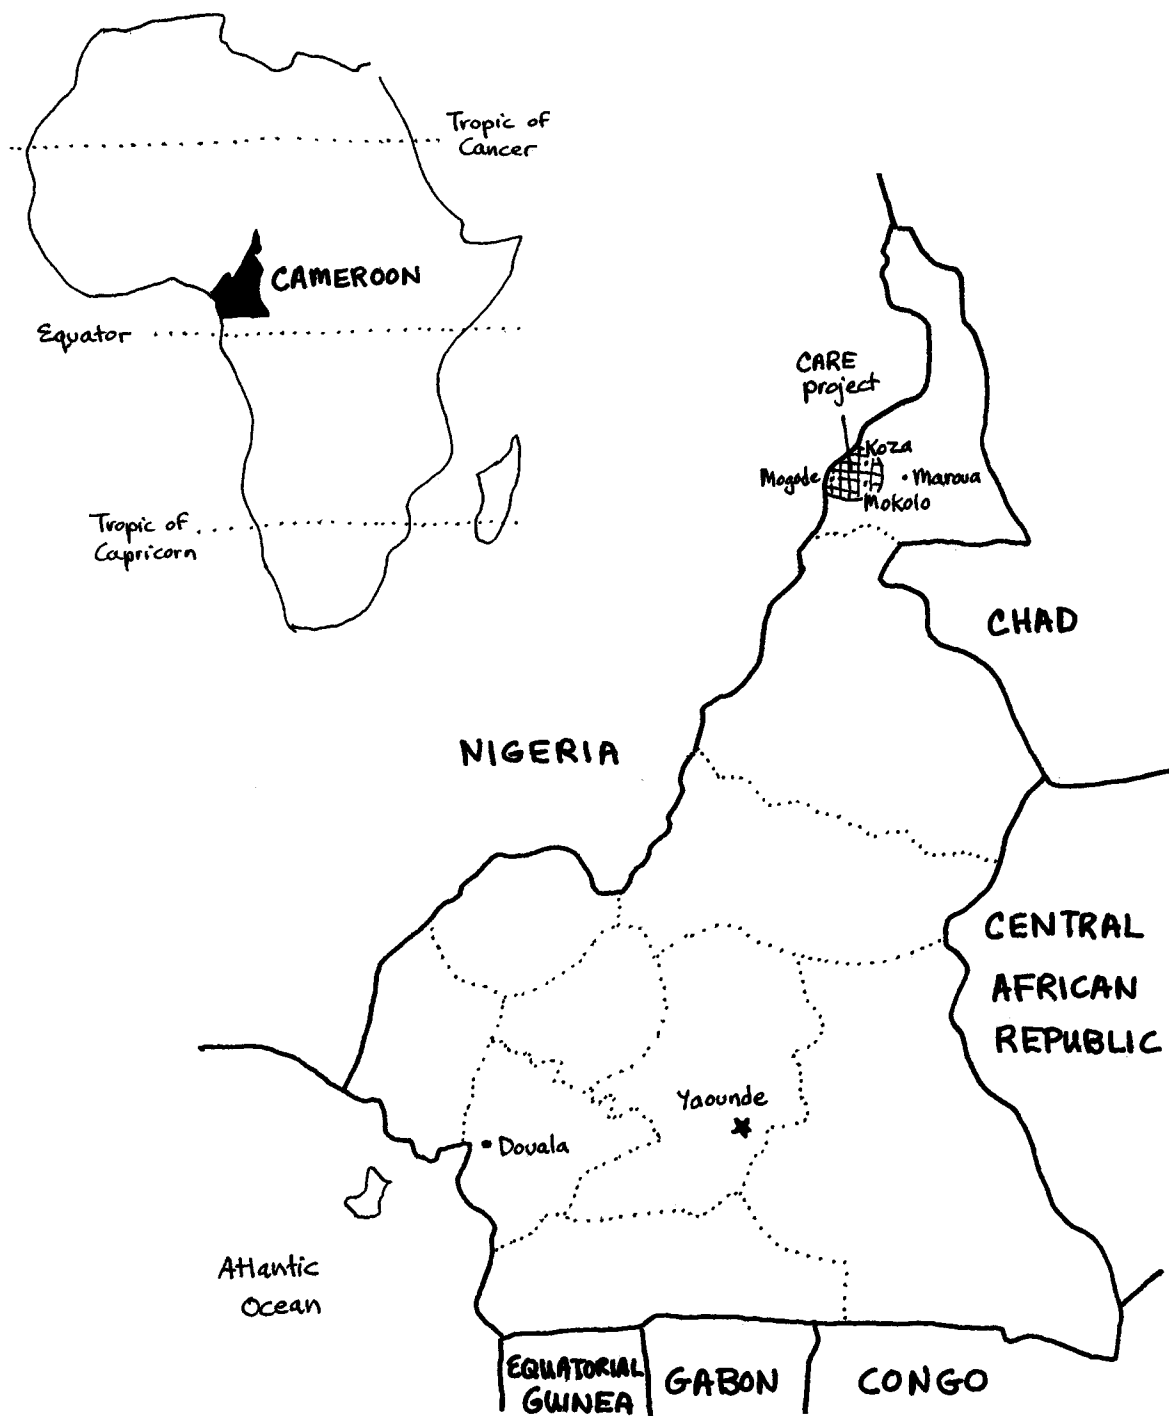 Tropic of
Cancer
CAMEROON
Equator
CARE
project
Koza
Mogode
Maroua
Mokolo
Tropic of
Capricorn
CHAD
NIGERIA
CENTRAL
AFRICAN
REPUBLIC
Yaounde
Douala
Atlantic
Ocean
EQUATORIAL
GUINEA
GABON
CONGO